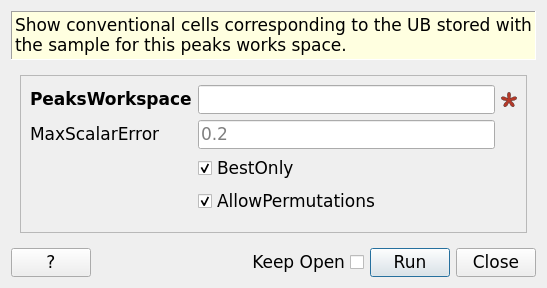 Show conventional cells corresponding to the UB stored with
the sample for this peaks works space.
PeaksWorkspace *
MaxScalarError 0.2
BestOnly
AllowPermutations
? Keep Open Run Close